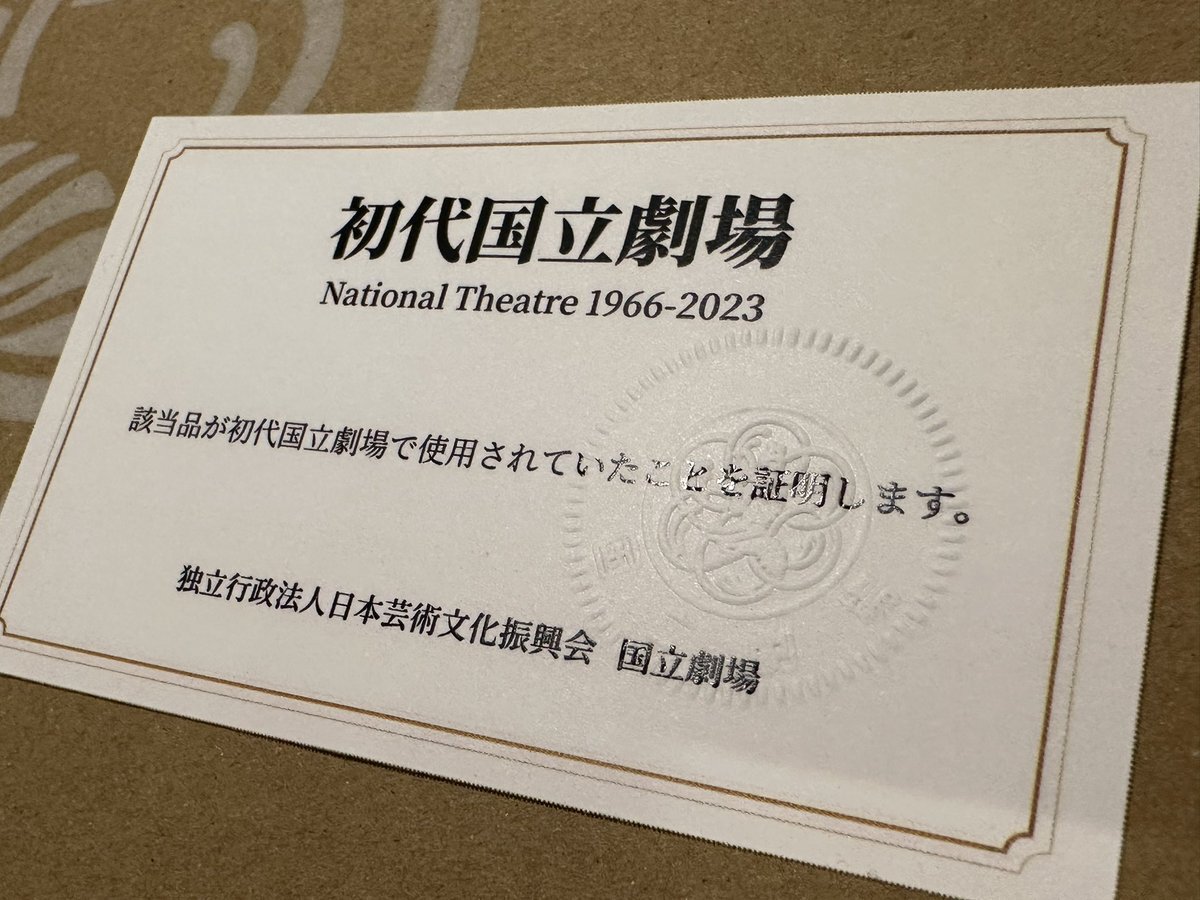 初代国立劇場
National Theatre 1966-2023
該当品が初代国立劇場で使用されていたことを証明します。
独立行政法人日本芸術文化振興会 国立劇場